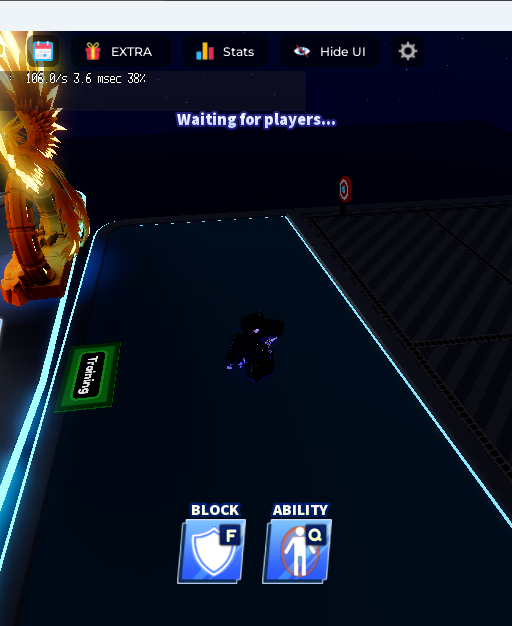 EXTRA
Stats
Hide UI
106.0/s 3.6 msec 38%
Waiting for players...
Training
BLOCK
ABILITY
F
Q